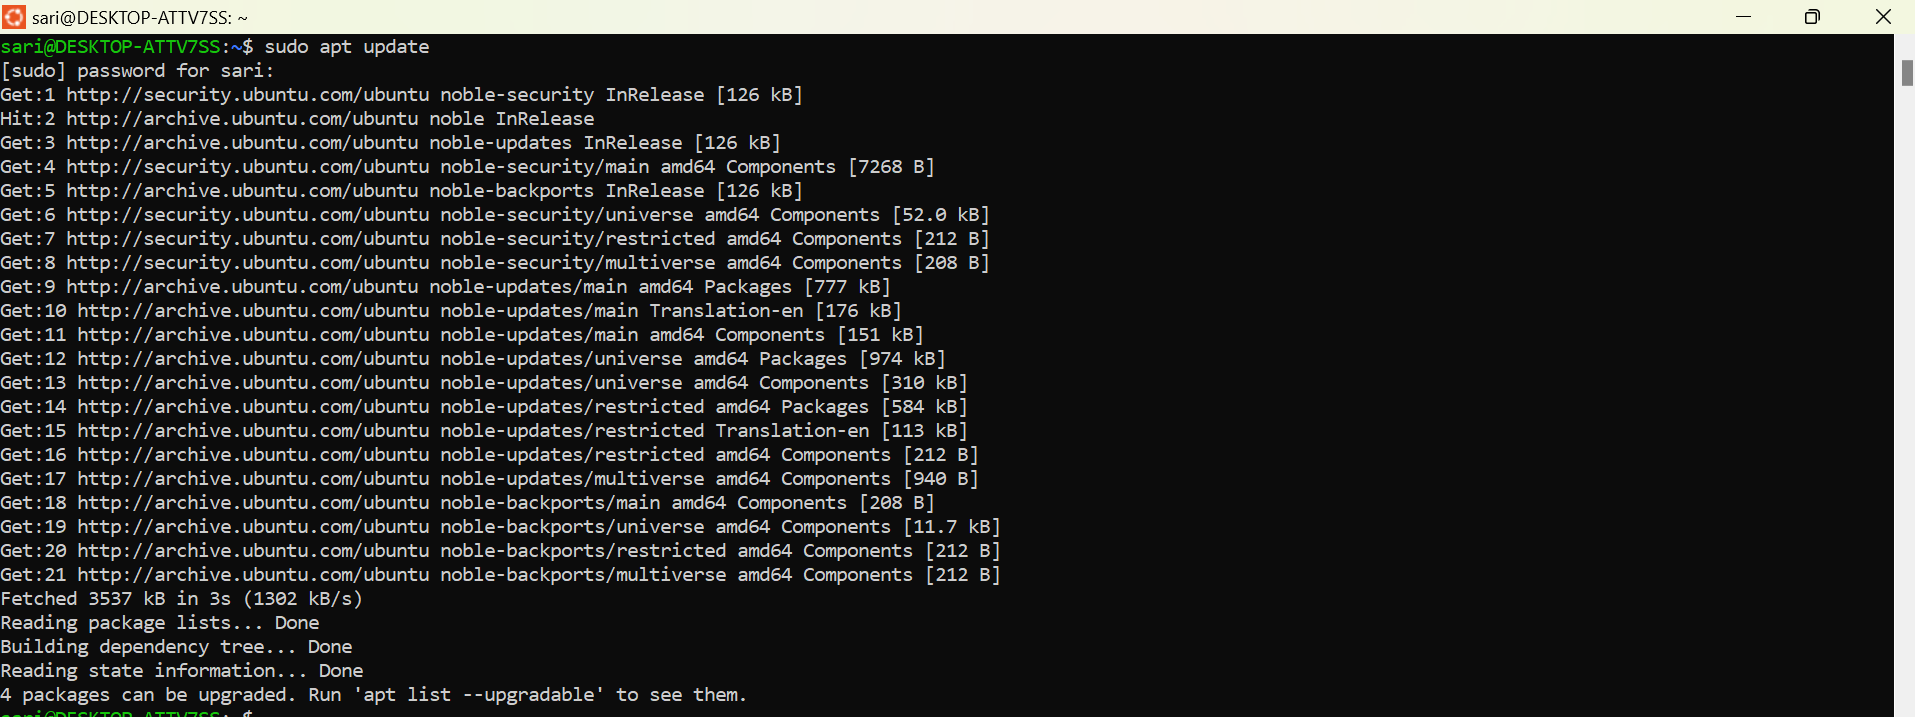 sari@DESKTOP-ATTV7SS: ~
sari@DESKTOP-ATTV7SS:~$ sudo apt update
[sudo] password for sari:
Get:1 http://security.ubuntu.com/ubuntu noble-security InRelease [126 kB]
Hit:2 http://archive.ubuntu.com/ubuntu noble InRelease
Get:3 http://archive.ubuntu.com/ubuntu noble-updates InRelease [126 kB]
Get:4 http://security.ubuntu.com/ubuntu noble-security/main amd64 Components [7268 B]
Get:5 http://archive.ubuntu.com/ubuntu noble-backports InRelease [126 kB]
Get:6 http://security.ubuntu.com/ubuntu noble-security/universe amd64 Components [52.0 kB]
Get:7 http://security.ubuntu.com/ubuntu noble-security/restricted amd64 Components [212 B]
Get:8 http://security.ubuntu.com/ubuntu noble-security/multiverse amd64 Components [208 B]
Get:9 http://archive.ubuntu.com/ubuntu noble-updates/main amd64 Packages [777 kB]
Get:10 http://archive.ubuntu.com/ubuntu noble-updates/main Translation-en [176 kB]
Get:11 http://archive.ubuntu.com/ubuntu noble-updates/main amd64 Components [151 kB]
Get:12 http://archive.ubuntu.com/ubuntu noble-updates/universe amd64 Packages [974 kB]
Get:13 http://archive.ubuntu.com/ubuntu noble-updates/universe amd64 Components [310 kB]
Get:14 http://archive.ubuntu.com/ubuntu noble-updates/restricted amd64 Packages [584 kB]
Get:15 http://archive.ubuntu.com/ubuntu noble-updates/restricted Translation-en [113 kB]
Get:16 http://archive.ubuntu.com/ubuntu noble-updates/restricted amd64 Components [212 B]
Get:17 http://archive.ubuntu.com/ubuntu noble-updates/multiverse amd64 Components [940 B]
Get:18 http://archive.ubuntu.com/ubuntu noble-backports/main amd64 Components [208 B]
Get:19 http://archive.ubuntu.com/ubuntu noble-backports/universe amd64 Components [11.7 kB]
Get:20 http://archive.ubuntu.com/ubuntu noble-backports/restricted amd64 Components [212 B]
Get:21 http://archive.ubuntu.com/ubuntu noble-backports/multiverse amd64 Components [212 B]
Fetched 3537 kB in 3s (1302 kB/s)
Reading package lists... Done
Building dependency tree... Done
Reading state information... Done
4 packages can be upgraded. Run 'apt list --upgradable' to see them.
sari@DESKTOP-ATTV7SS:~$